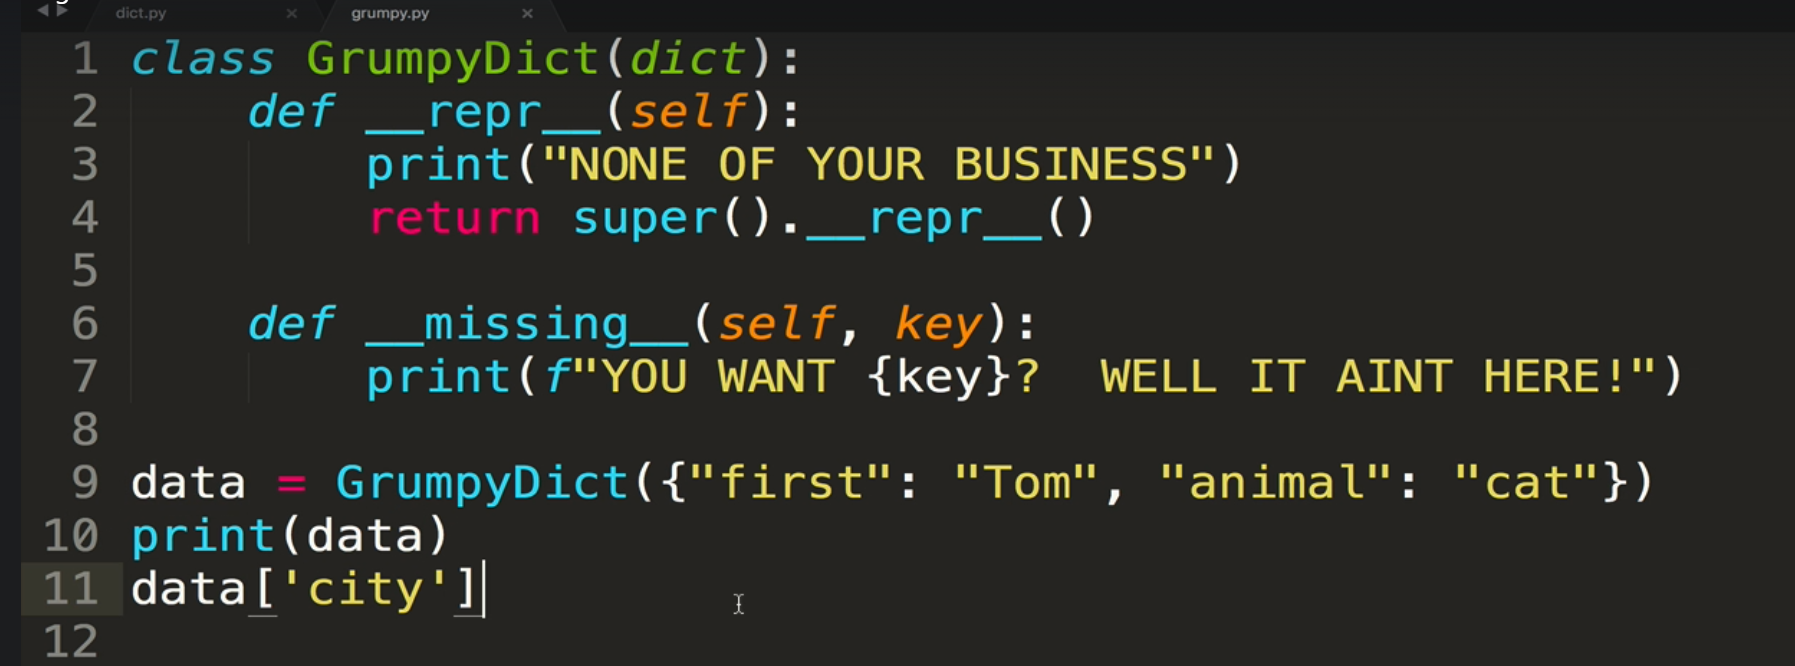 dict.py × grumpy.py ×
1 class GrumpyDict(dict):
2     def __repr__(self):
3         print("NONE OF YOUR BUSINESS")
4         return super().__repr__()
5
6     def __missing__(self, key):
7         print(f"YOU WANT {key}?  WELL IT AINT HERE!")
8
9 data = GrumpyDict({"first": "Tom", "animal": "cat"})
10 print(data)
11 data['city']
12